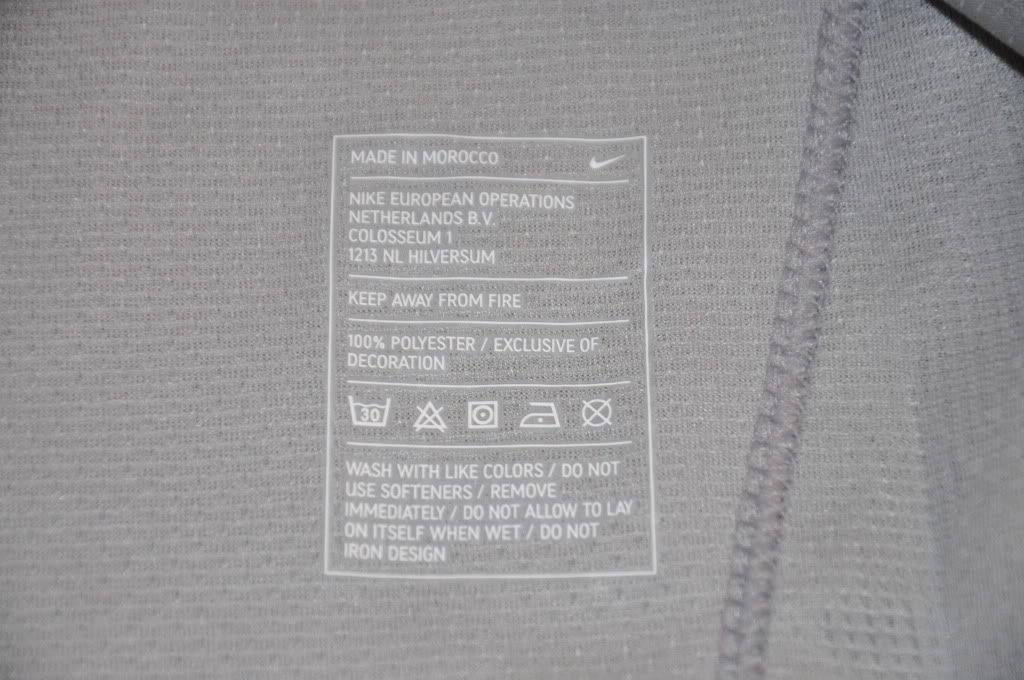 MADE IN MOROCCO
NIKE EUROPEAN OPERATIONS
NETHERLANDS B.V.
COLOSSEUM 1
1213 NL HILVERSUM
KEEP AWAY FROM FIRE
100% POLYESTER / EXCLUSIVE OF
DECORATION
30
WASH WITH LIKE COLORS / DO NOT
USE SOFTENERS / REMOVE
IMMEDIATELY / DO NOT ALLOW TO LAY
ON ITSELF WHEN WET / DO NOT
IRON DESIGN